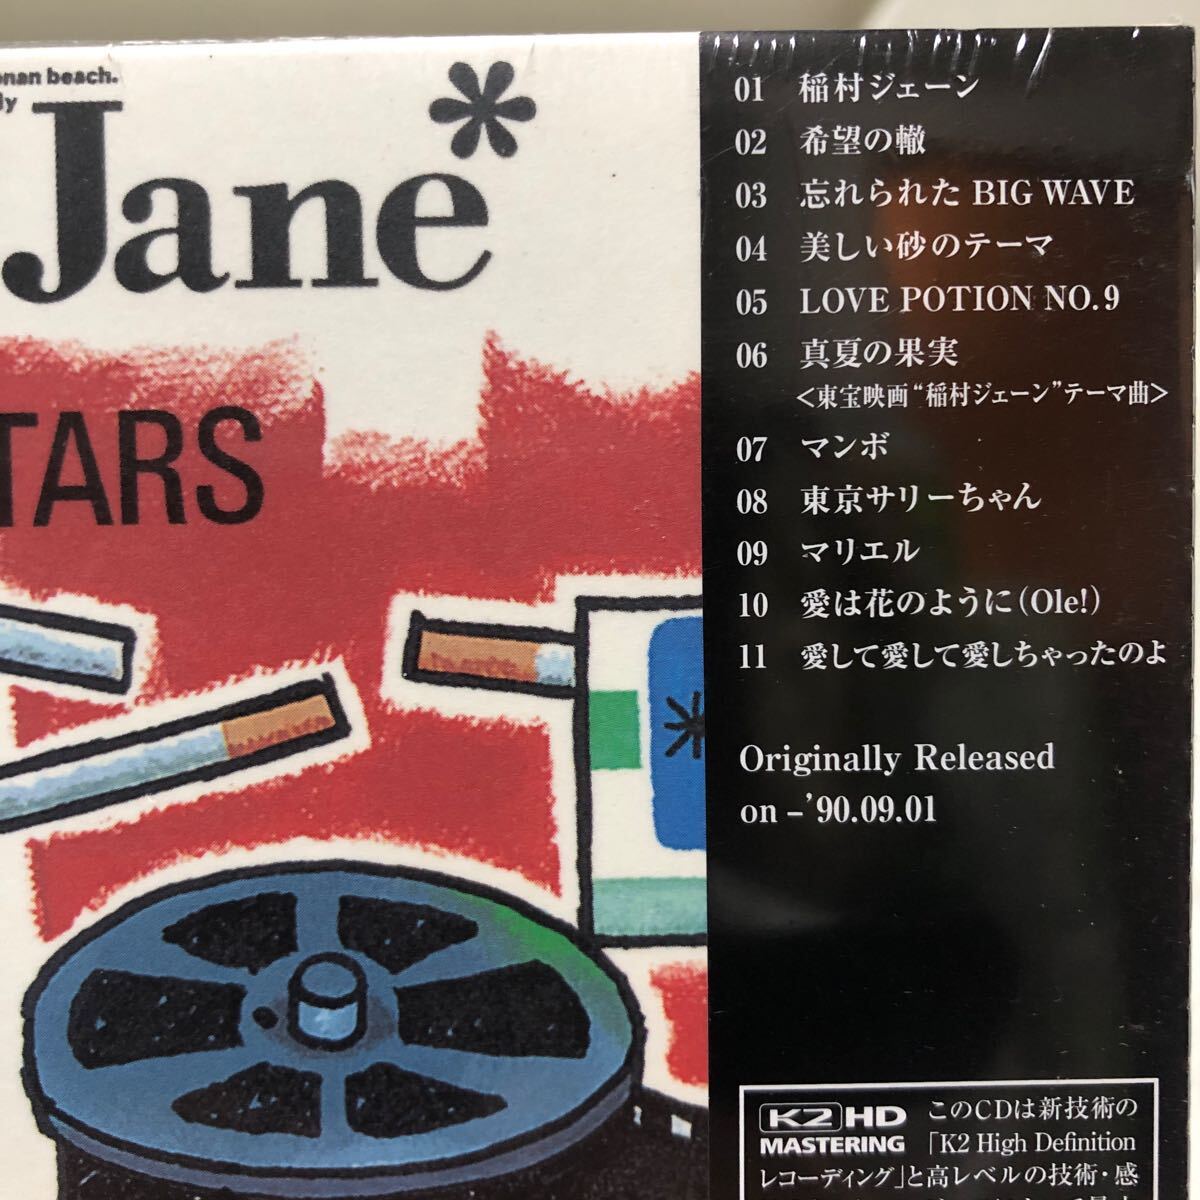 beach.
Jane*
TARS
01 稲村ジェーン
02 希望の轍
03 忘れられた BIG WAVE
04 美しい砂のテーマ
05 LOVE POTION NO.9
06 真夏の果実
<東宝映画“稲村ジェーン”テーマ曲>
07 マンボ
08 東京サリーちゃん
09 マリエル
10 愛は花のように(Ole!)
11 愛して愛して愛しちゃったのよ
Originally Released
on –’90.09.01
K2HD
MASTERING
このCDは新技術の
「K2 High Definition
レコーディング」と高レベルの技術・感